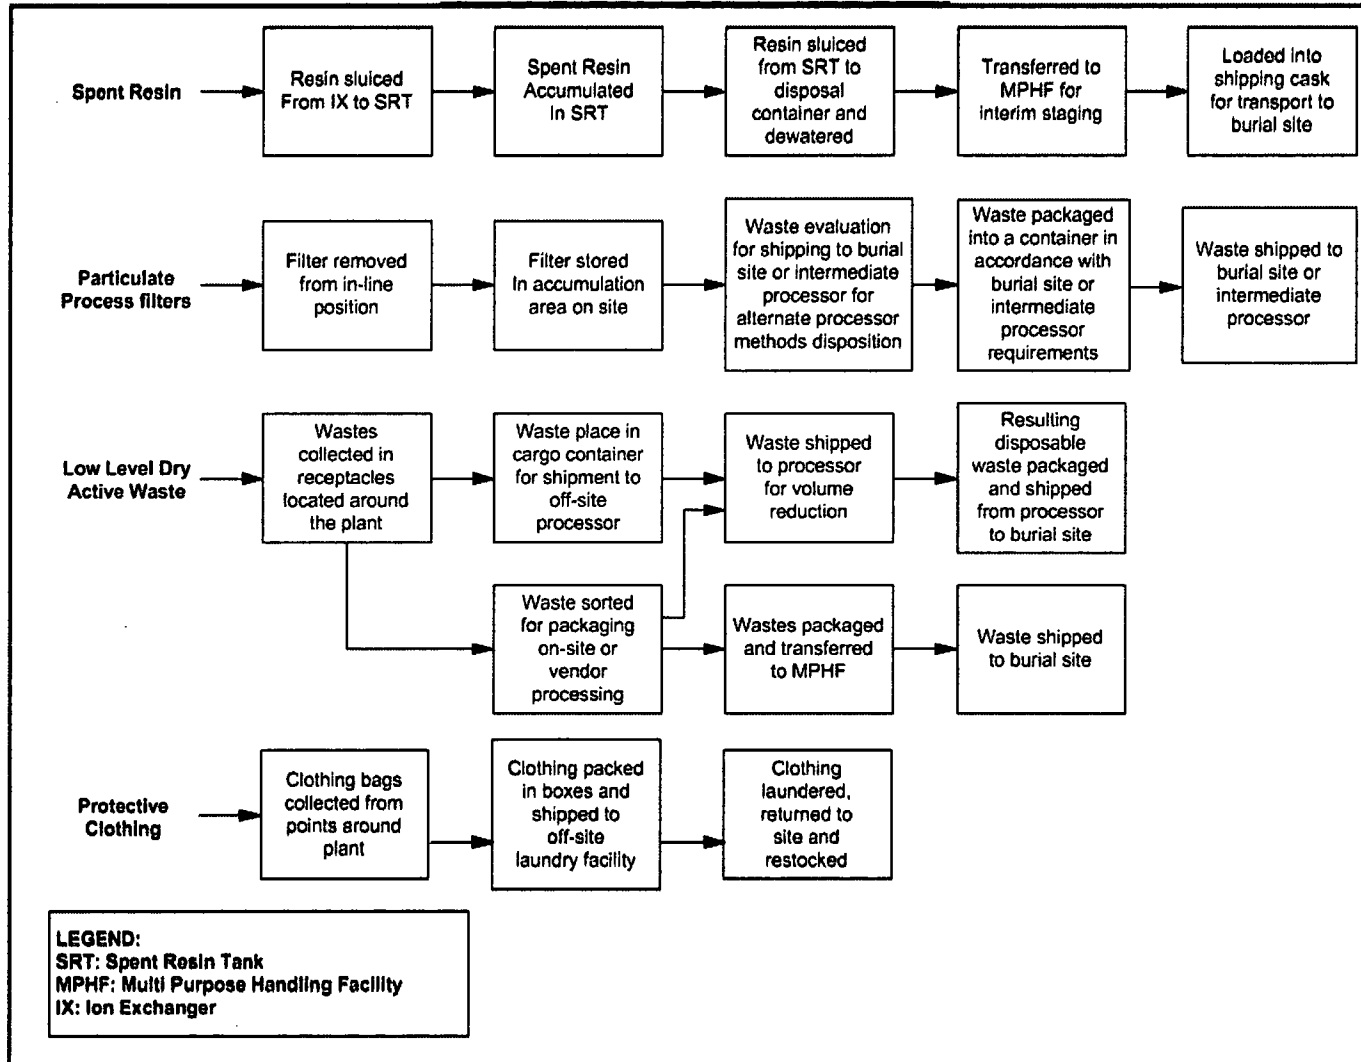 Spent Resin
Resin sluiced
From IX to SRT
Spent Resin
Accumulated
In SRT
Resin sluiced
from SRT to
disposal
container and
dewatered
Transferred to
MPHF for
interim staging
Loaded into
shipping cask
for transport to
burial site
Particulate
Process filters
Filter removed
from in-line
position
Filter stored
In accumulation
area on site
Waste evaluation
for shipping to burial
site or intermediate
processor for
alternate processor
methods disposition
Waste packaged
into a container in
accordance with
burial site or
intermediate
processor
requirements
Waste shipped to
burial site or
intermediate
processor
Low Level Dry
Active Waste
Wastes
collected in
receptacles
located around
the plant
Waste place in
cargo container
for shipment to
off-site
processor
Waste shipped
to processor
for volume
reduction
Resulting
disposable
waste packaged
and shipped
from processor
to burial site
Waste sorted
for packaging
on-site or
vendor
processing
Wastes packaged
and transferred
to MPHF
Waste shipped
to burial site
Protective
Clothing
Clothing bags
collected from
points around
plant
Clothing packed
in boxes and
shipped to
off-site
laundry facility
Clothing
laundered,
returned to
site and
restocked
LEGEND:
SRT: Spent Resin Tank
MPHF: Multi Purpose Handling Facility
IX: Ion Exchanger